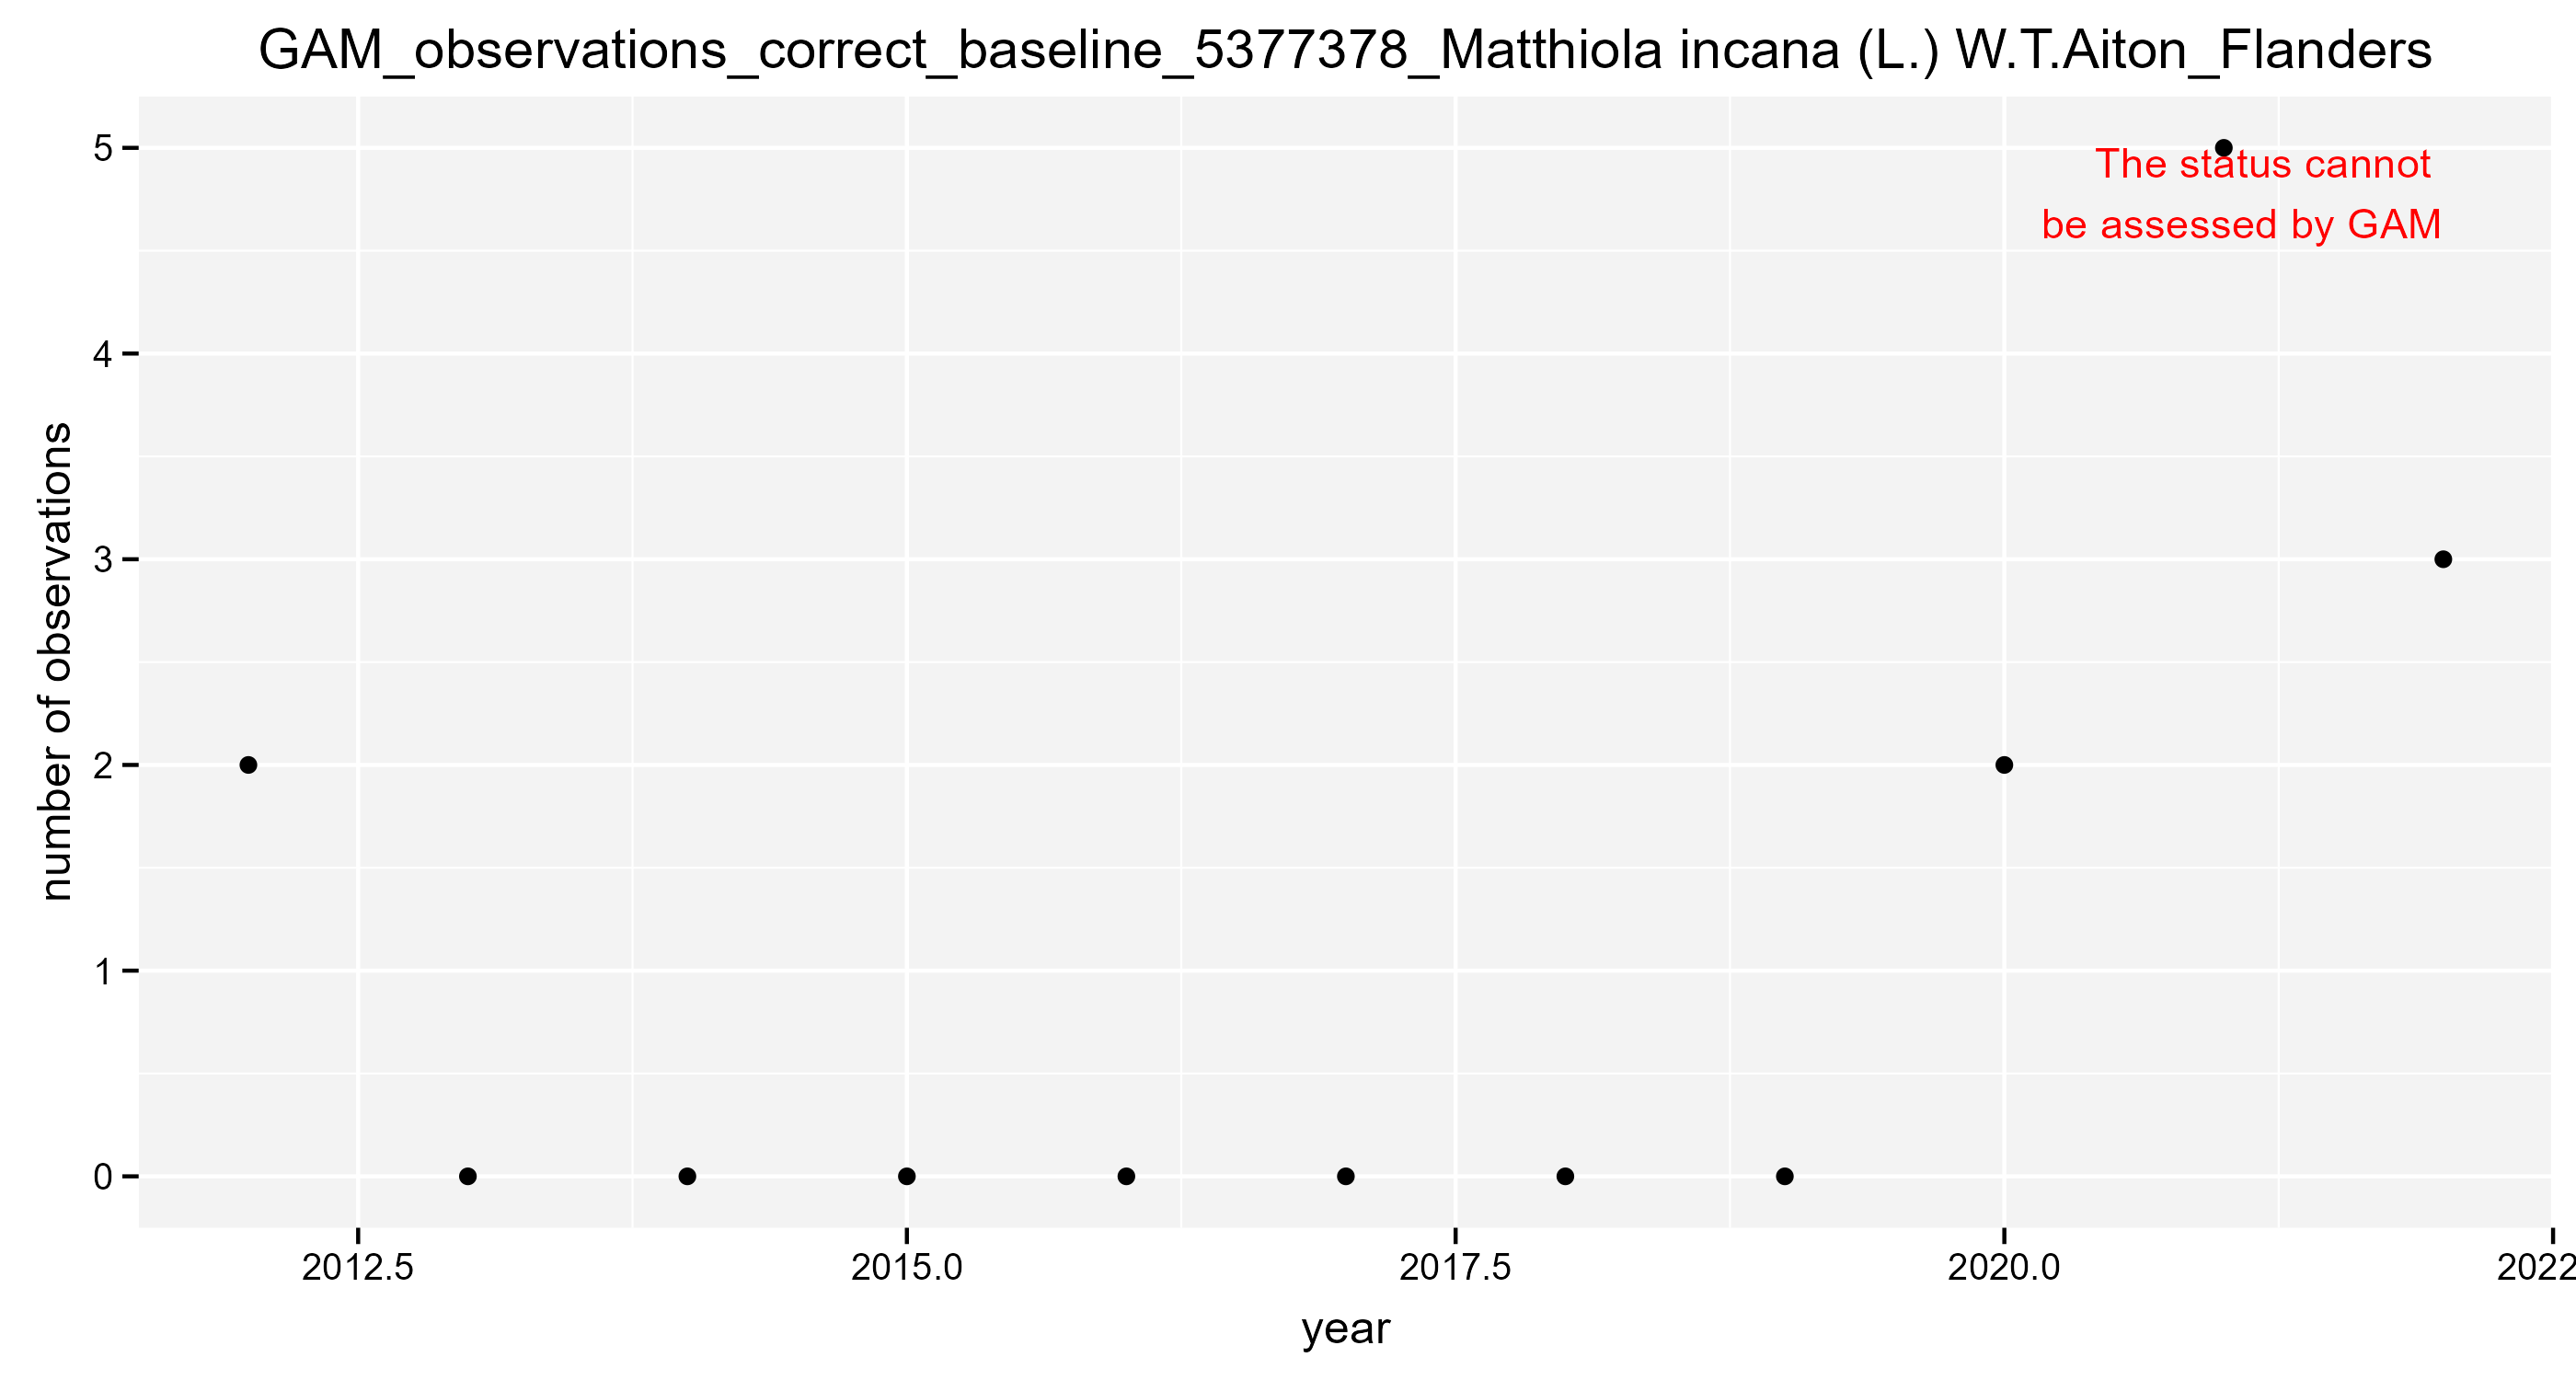 GAM_observations_correct_baseline_5377378_Matthiola incana (L.) W.T.Aiton_Flanders
The status cannot
be assessed by GAM
number of observations
5
4
3
2
1
0
2012.5 2015.0 2017.5 2020.0 2022
year